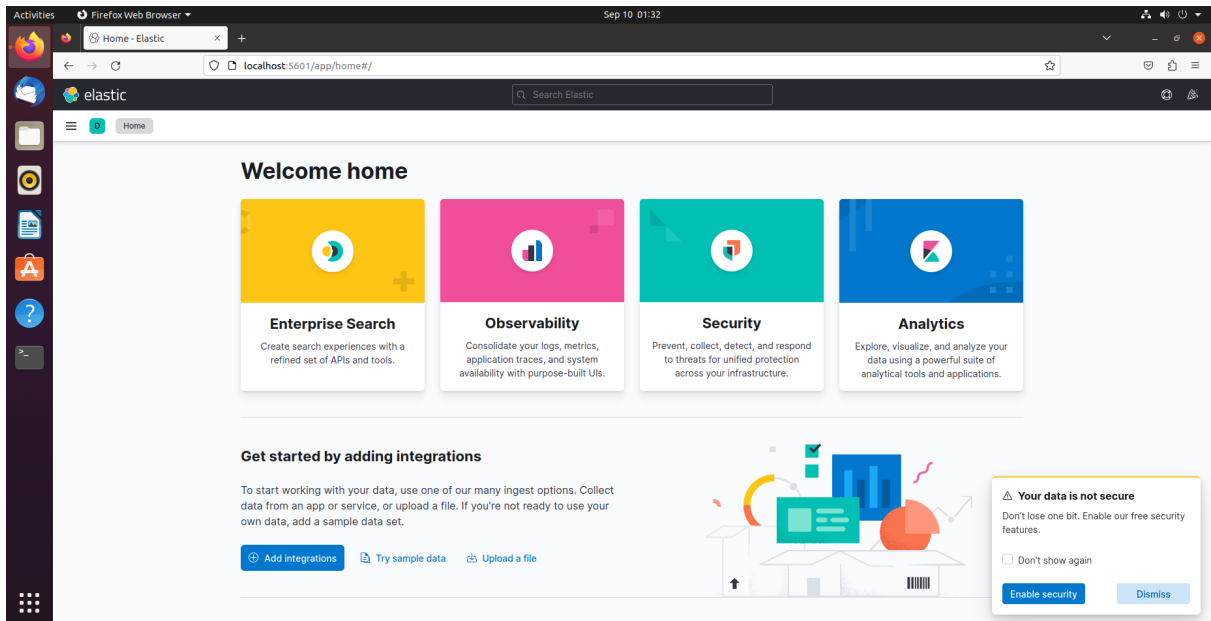 Activities
Firefox Web Browser
Sep 10 01:32
Home - Elastic
localhost:5601/app/home#/
elastic
Search Elastic
D
Home
Welcome home
Enterprise Search
Create search experiences with a
refined set of APIs and tools.
Observability
Consolidate your logs, metrics,
application traces, and system
availability with purpose-built UIs.
Security
Prevent, collect, detect, and respond
to threats for unified protection
across your infrastructure.
Analytics
Explore, visualize, and analyze your
data using a powerful suite of
analytical tools and applications.
Get started by adding integrations
To start working with your data, use one of our many ingest options. Collect
data from an app or service, or upload a file. If you're not ready to use your
own data, add a sample data set.
Add integrations
Try sample data
Upload a file
Your data is not secure
Don't lose one bit. Enable our free security
features.
Don't show again
Enable security
Dismiss